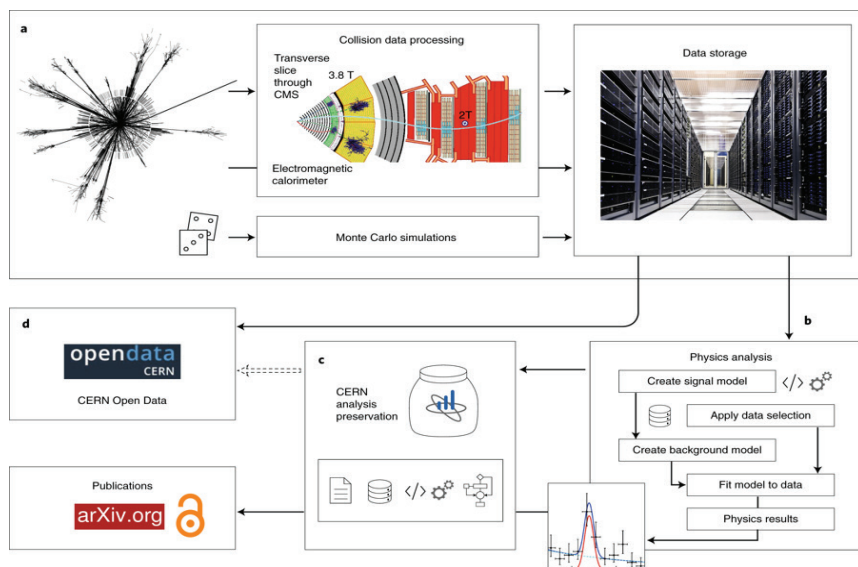 a
Collision data processing
Transverse
slice
through
CMS
3.8 T
2T
Electromagnetic
calorimeter
Data storage
Monte Carlo simulations
d
opendata
CERN
CERN Open Data
c
CERN
analysis
preservation
</>
b
Physics analysis
Create signal model
</>
Apply data selection
Create background model
Fit model to data
Physics results
Publications
arXiv.org